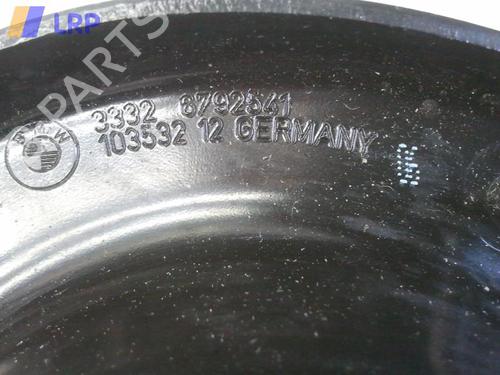 LRP
B-PARTS
BMW
3332 6792541
103532 12 GERMANY